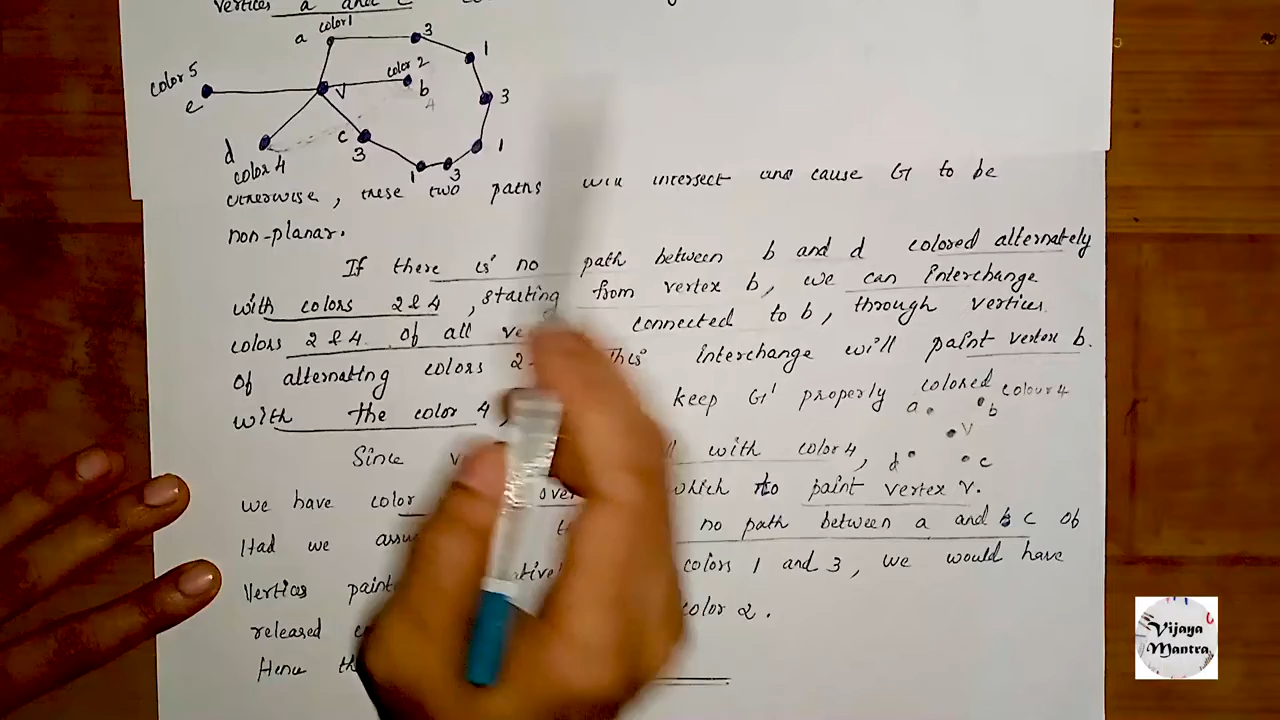 vertices a and c
a color1
3
1
color 5
e
color 2
b
v
4
3
d
color 4
c
3
1
1
3
otherwise, these two paths will intersect and cause G to be
non-planar.
If there is no path between b and d colored alternately
with colors 2 & 4, starting from vertex b, we can interchange
colors 2 & 4 of all connected to b, through vertices
of alternating colors 2 This interchange will paint vertex b.
with the color 4, keep G' properly colored
a b colour 4
v
d c
Since with color 4,
we have color over which to paint vertex v.
Had we no path between a and c of
vertices colors 1 and 3, we would have
released color 2.
Hence
Vijaya
Mantra